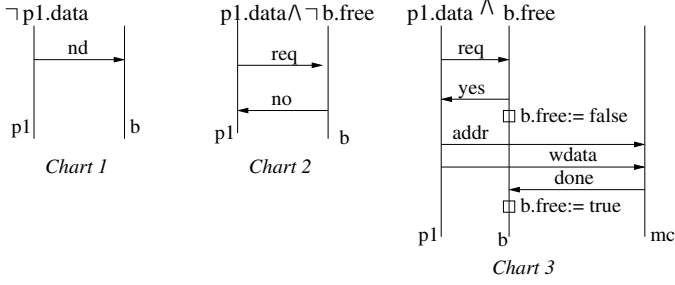 ¬p1.data
nd
p1
b
Chart 1
p1.data∧¬b.free
req
no
p1
b
Chart 2
p1.data ∧ b.free
req
yes
b.free:= false
addr
wdata
done
b.free:= true
p1
b
mc
Chart 3